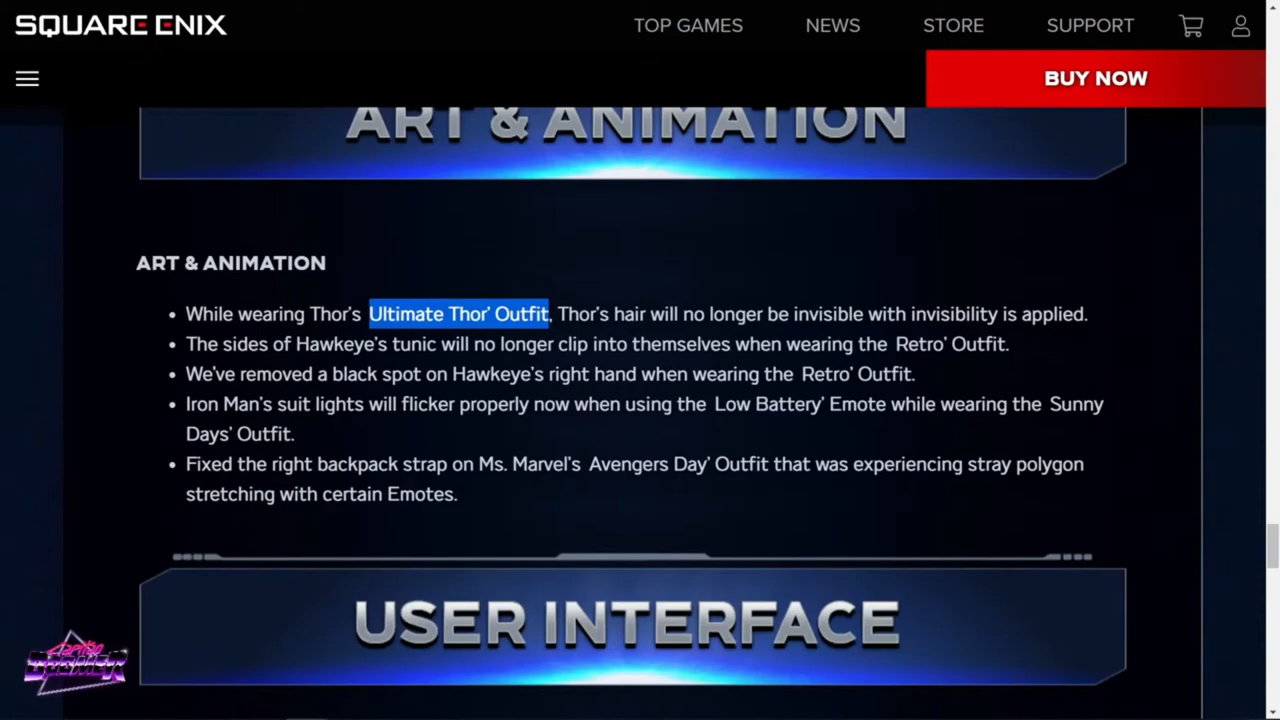 SQUARE ENIX
TOP GAMES NEWS STORE SUPPORT
BUY NOW
ART & ANIMATION
ART & ANIMATION
• While wearing Thor's Ultimate Thor' Outfit, Thor's hair will no longer be invisible with invisibility is applied.
• The sides of Hawkeye's tunic will no longer clip into themselves when wearing the Retro' Outfit.
• We've removed a black spot on Hawkeye's right hand when wearing the Retro' Outfit.
• Iron Man's suit lights will flicker properly now when using the Low Battery' Emote while wearing the Sunny
Days' Outfit.
• Fixed the right backpack strap on Ms. Marvel's Avengers Day' Outfit that was experiencing stray polygon
stretching with certain Emotes.
USER INTERFACE